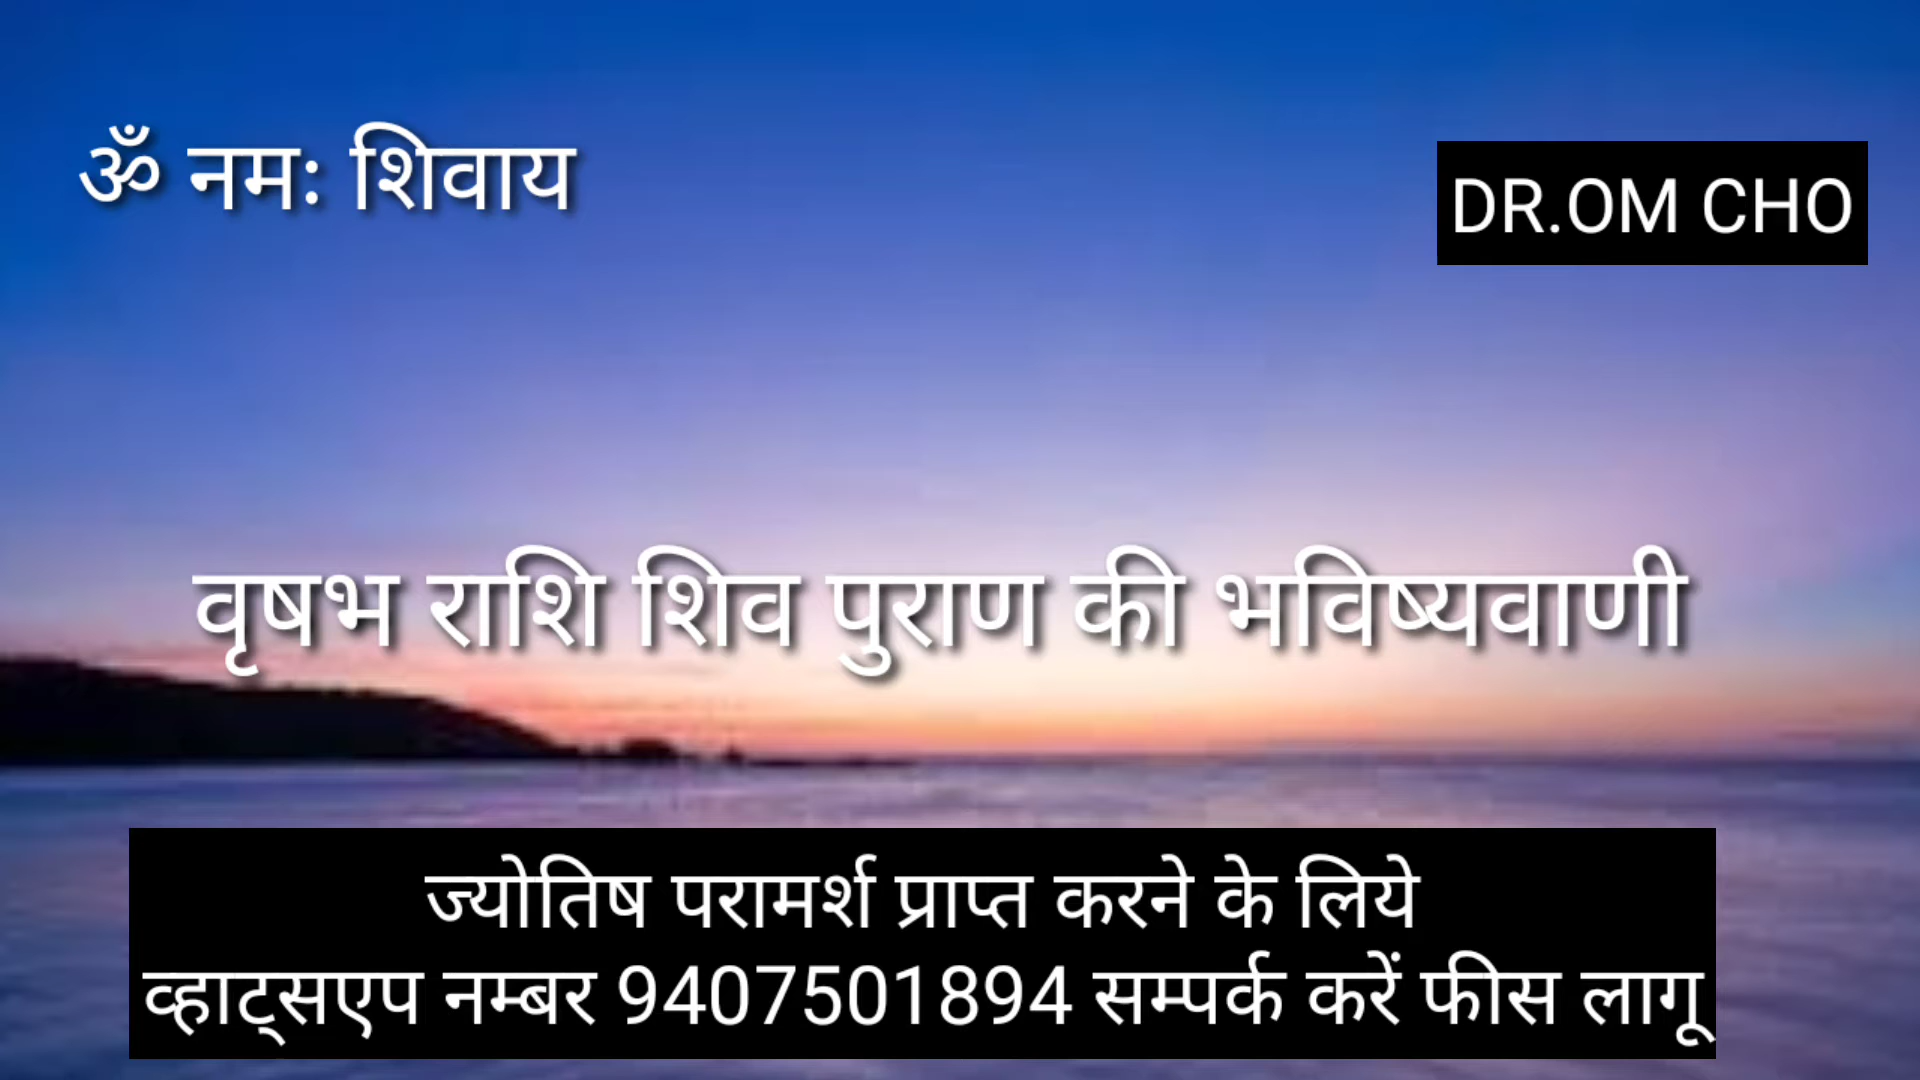 ॐ नमः शिवाय
DR.OM CHO
वृषभ राशि शिव पुराण की भविष्यवाणी
ज्योतिष परामर्श प्राप्त करने के लिये
व्हाट्सएप नम्बर 9407501894 सम्पर्क करें फीस लागू